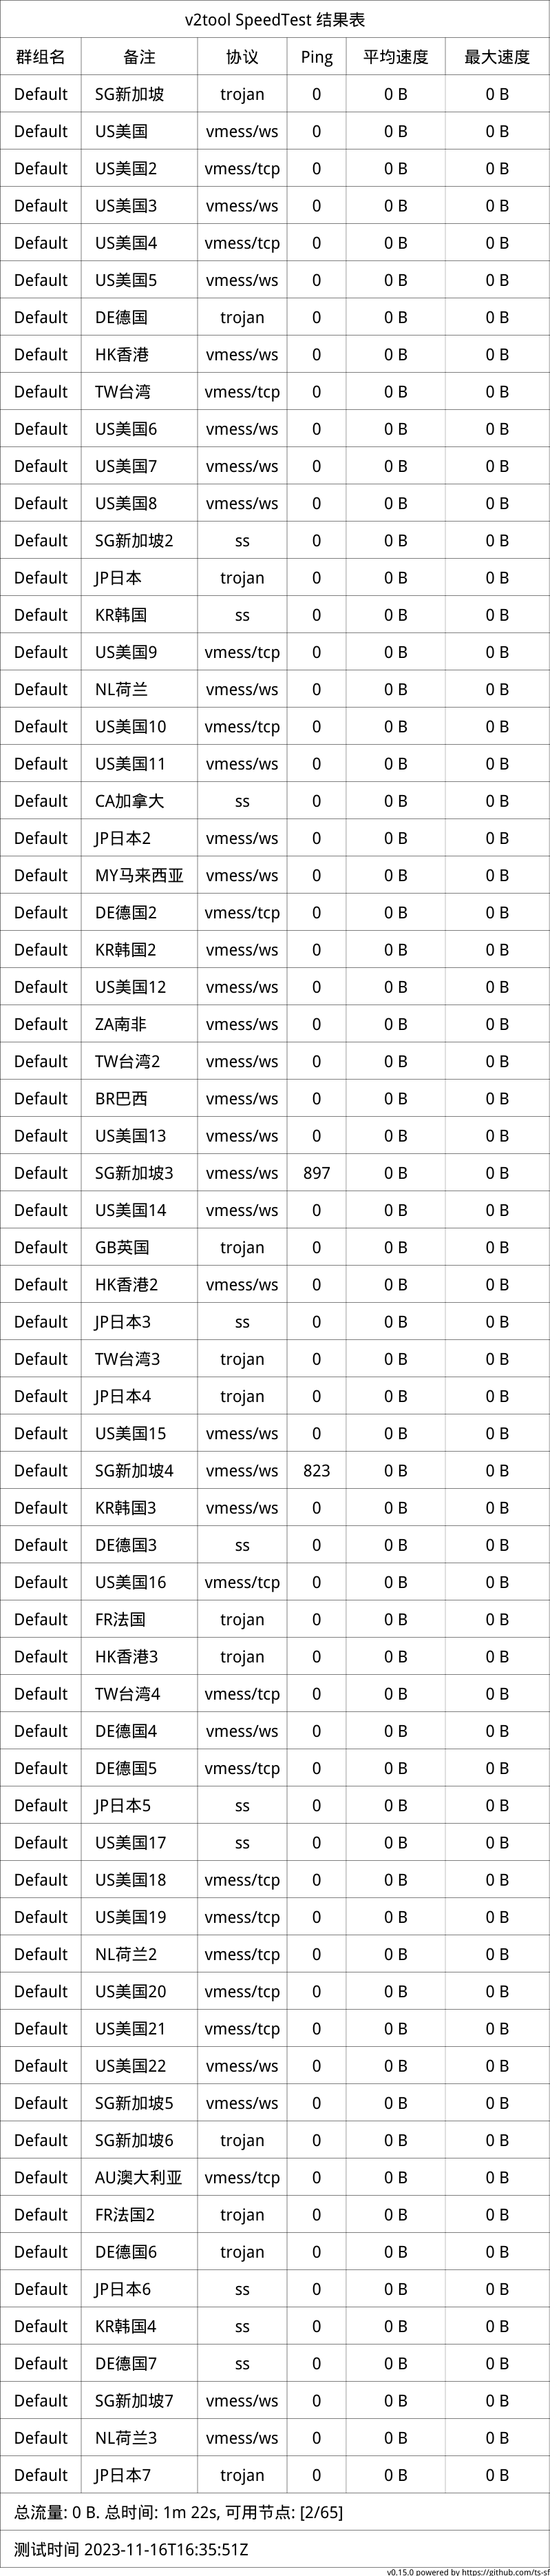 v2tool SpeedTest 结果表
群组名 备注 协议 Ping 平均速度 最大速度
Default SG新加坡 trojan 0 0 B 0 B
Default US美国 vmess/ws 0 0 B 0 B
Default US美国2 vmess/tcp 0 0 B 0 B
Default US美国3 vmess/ws 0 0 B 0 B
Default US美国4 vmess/tcp 0 0 B 0 B
Default US美国5 vmess/ws 0 0 B 0 B
Default DE德国 trojan 0 0 B 0 B
Default HK香港 vmess/ws 0 0 B 0 B
Default TW台湾 vmess/tcp 0 0 B 0 B
Default US美国6 vmess/ws 0 0 B 0 B
Default US美国7 vmess/ws 0 0 B 0 B
Default US美国8 vmess/ws 0 0 B 0 B
Default SG新加坡2 ss 0 0 B 0 B
Default JP日本 trojan 0 0 B 0 B
Default KR韩国 ss 0 0 B 0 B
Default US美国9 vmess/tcp 0 0 B 0 B
Default NL荷兰 vmess/ws 0 0 B 0 B
Default US美国10 vmess/tcp 0 0 B 0 B
Default US美国11 vmess/ws 0 0 B 0 B
Default CA加拿大 ss 0 0 B 0 B
Default JP日本2 vmess/ws 0 0 B 0 B
Default MY马来西亚 vmess/ws 0 0 B 0 B
Default DE德国2 vmess/tcp 0 0 B 0 B
Default KR韩国2 vmess/ws 0 0 B 0 B
Default US美国12 vmess/ws 0 0 B 0 B
Default ZA南非 vmess/ws 0 0 B 0 B
Default TW台湾2 vmess/ws 0 0 B 0 B
Default BR巴西 vmess/ws 0 0 B 0 B
Default US美国13 vmess/ws 0 0 B 0 B
Default SG新加坡3 vmess/ws 897 0 B 0 B
Default US美国14 vmess/ws 0 0 B 0 B
Default GB英国 trojan 0 0 B 0 B
Default HK香港2 vmess/ws 0 0 B 0 B
Default JP日本3 ss 0 0 B 0 B
Default TW台湾3 trojan 0 0 B 0 B
Default JP日本4 trojan 0 0 B 0 B
Default US美国15 vmess/ws 0 0 B 0 B
Default SG新加坡4 vmess/ws 823 0 B 0 B
Default KR韩国3 vmess/ws 0 0 B 0 B
Default DE德国3 ss 0 0 B 0 B
Default US美国16 vmess/tcp 0 0 B 0 B
Default FR法国 trojan 0 0 B 0 B
Default HK香港3 trojan 0 0 B 0 B
Default TW台湾4 vmess/tcp 0 0 B 0 B
Default DE德国4 vmess/ws 0 0 B 0 B
Default DE德国5 vmess/tcp 0 0 B 0 B
Default JP日本5 ss 0 0 B 0 B
Default US美国17 ss 0 0 B 0 B
Default US美国18 vmess/tcp 0 0 B 0 B
Default US美国19 vmess/tcp 0 0 B 0 B
Default NL荷兰2 vmess/tcp 0 0 B 0 B
Default US美国20 vmess/tcp 0 0 B 0 B
Default US美国21 vmess/tcp 0 0 B 0 B
Default US美国22 vmess/ws 0 0 B 0 B
Default SG新加坡5 vmess/ws 0 0 B 0 B
Default SG新加坡6 trojan 0 0 B 0 B
Default AU澳大利亚 vmess/tcp 0 0 B 0 B
Default FR法国2 trojan 0 0 B 0 B
Default DE德国6 trojan 0 0 B 0 B
Default JP日本6 ss 0 0 B 0 B
Default KR韩国4 ss 0 0 B 0 B
Default DE德国7 ss 0 0 B 0 B
Default SG新加坡7 vmess/ws 0 0 B 0 B
Default NL荷兰3 vmess/ws 0 0 B 0 B
Default JP日本7 trojan 0 0 B 0 B
总流量: 0 B. 总时间: 1m 22s, 可用节点: [2/65]
测试时间 2023-11-16T16:35:51Z
v0.15.0 powered by https://github.com/ts-sf